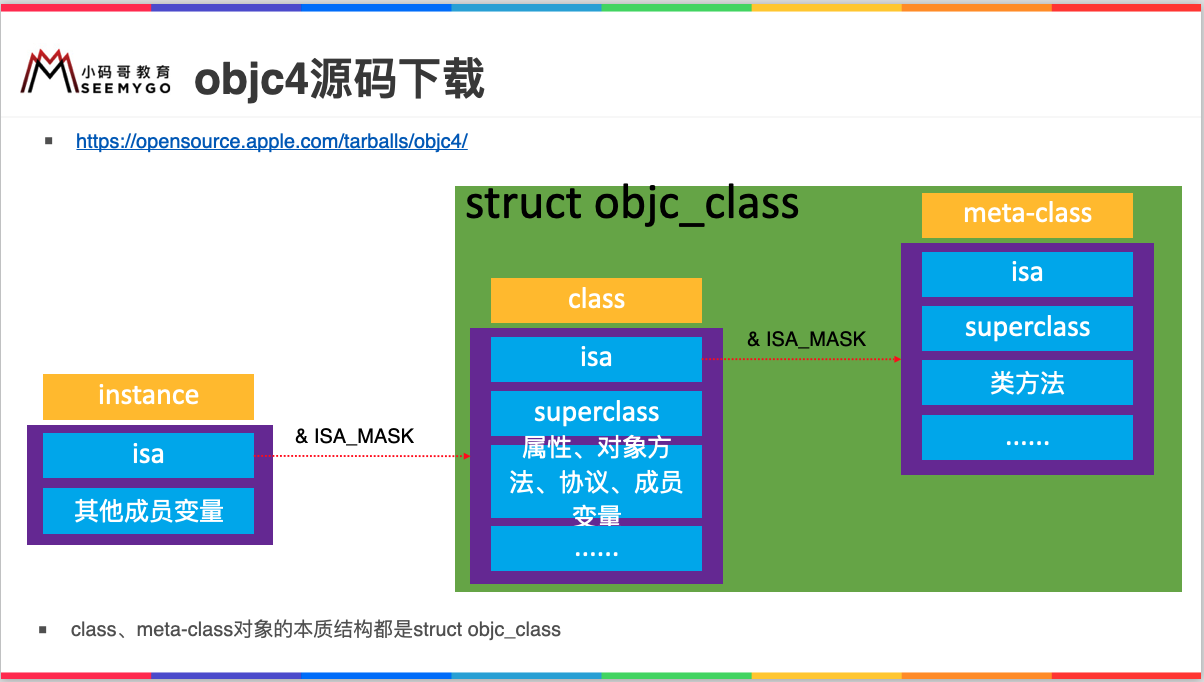 小码哥教育
SEEMYGO
objc4源码下载
https://opensource.apple.com/tarballs/objc4/
struct objc_class
meta-class
isa
superclass
类方法
......
class
isa
& ISA_MASK
superclass
属性、对象方
法、协议、成员
变量
......
instance
isa
& ISA_MASK
其他成员变量
class、meta-class对象的本质结构都是struct objc_class